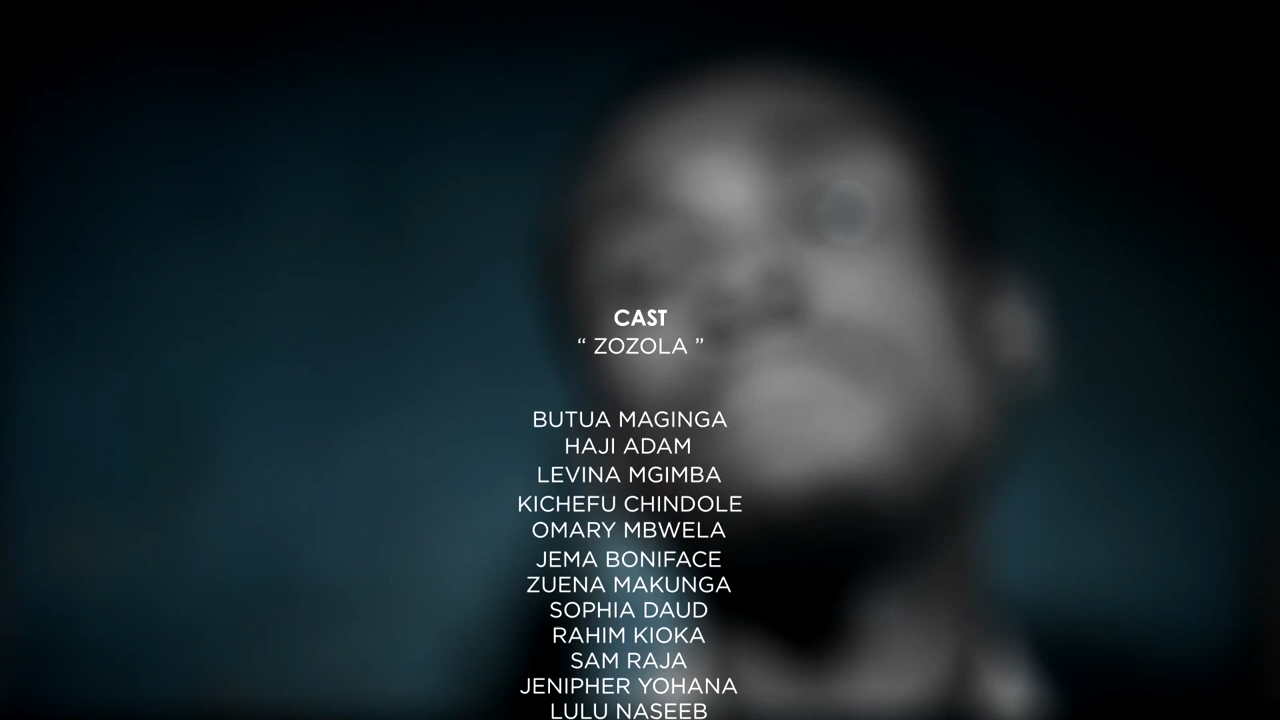 CAST
“ ZOZOLA ”
BUTUA MAGINGA
HAJI ADAM
LEVINA MGIMBA
KICHEFU CHINDOLE
OMARY MBWELA
JEMA BONIFACE
ZUENA MAKUNGA
SOPHIA DAUD
RAHIM KIOKA
SAM RAJA
JENIPHER YOHANA
LULU NASEEB